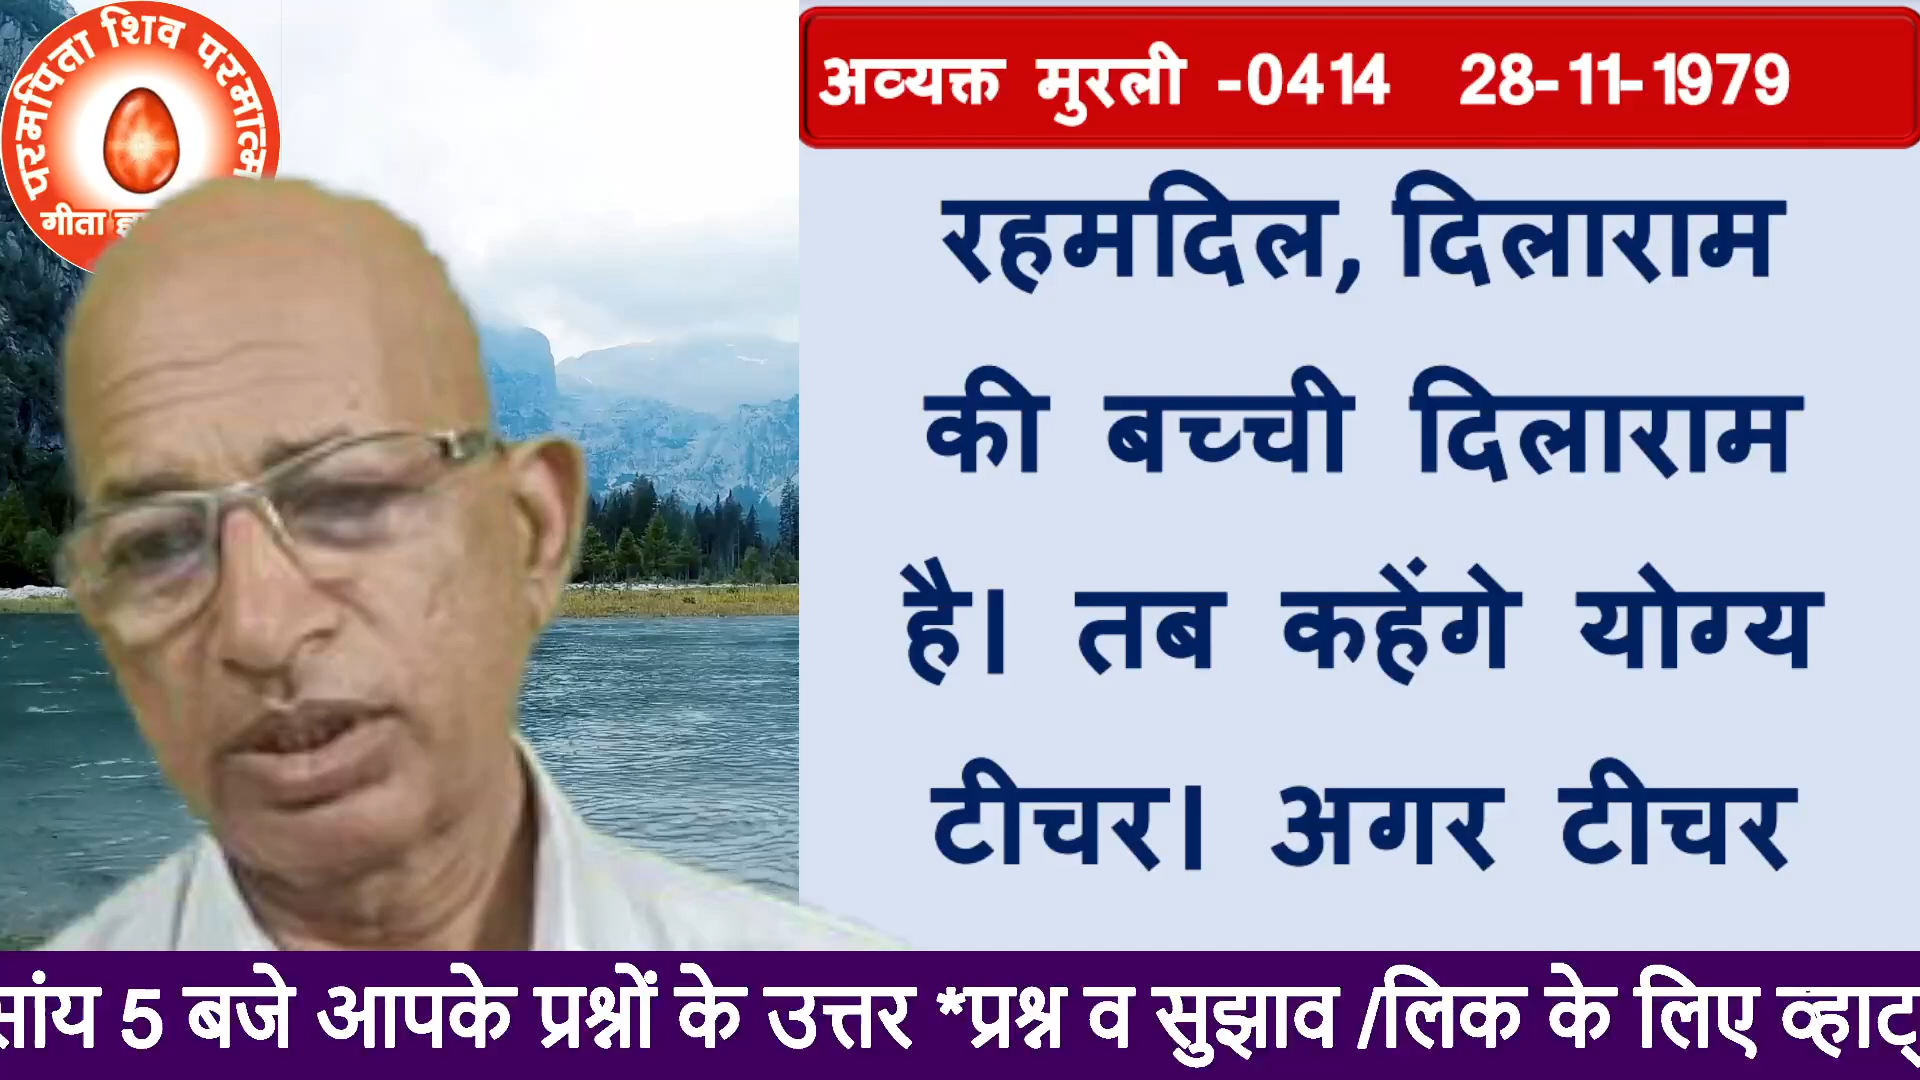 परमपिता शिव परमात्म
गीता
अव्यक्त मुरली -0414 28-11-1979
रहमदिल, दिलाराम
की बच्ची दिलाराम
है। तब कहेंगे योग्य
टीचर। अगर टीचर
सांय 5 बजे आपके प्रश्नों के उत्तर *प्रश्न व सुझाव /लिक के लिए व्हाट्